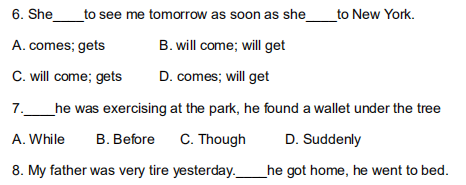 6. She____to see me tomorrow as soon as she____to New York.
A. comes; gets B. will come; will get
C. will come; gets D. comes; will get
7.____he was exercising at the park, he found a wallet under the tree
A. While B. Before C. Though D. Suddenly
8. My father was very tire yesterday.____he got home, he went to bed.